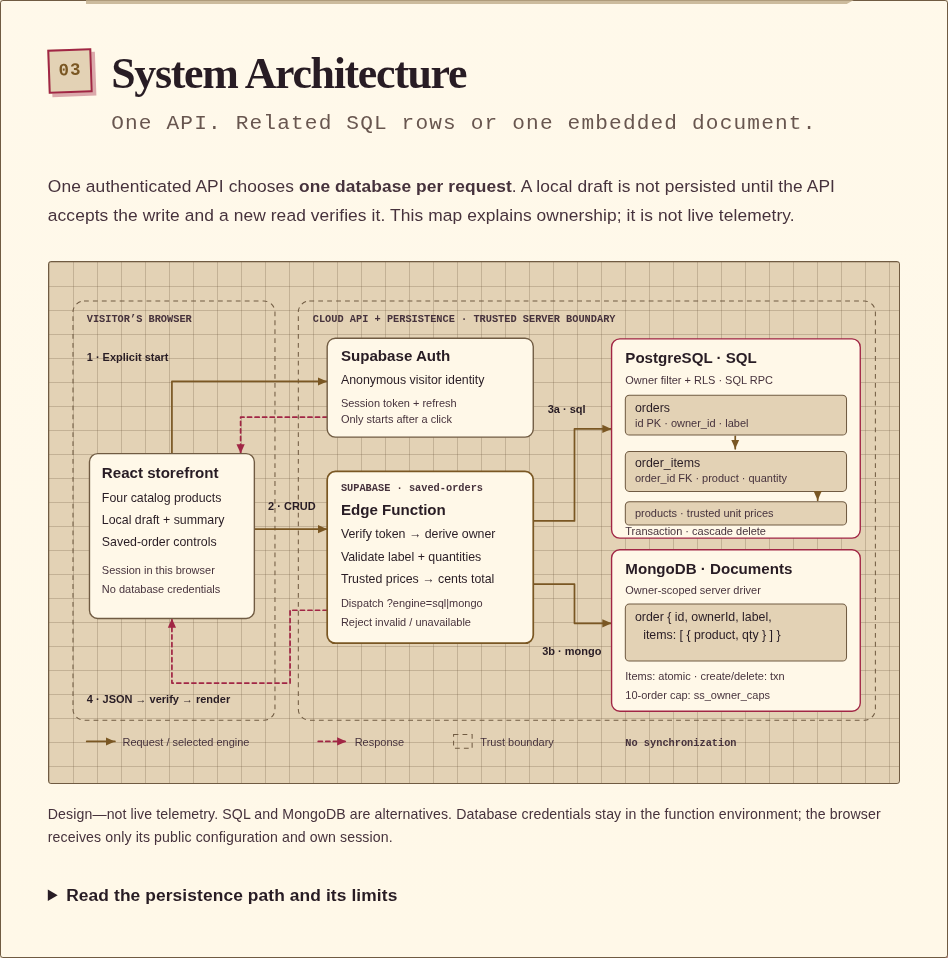 03
System Architecture
One API. Related SQL rows or one embedded document.
One authenticated API chooses one database per request. A local draft is not persisted until the API
accepts the write and a new read verifies it. This map explains ownership; it is not live telemetry.
VISITOR’S BROWSER
1 · Explicit start
React storefront
Four catalog products
Local draft + summary
Saved-order controls
Session in this browser
No database credentials
4 · JSON → verify → render
2 · CRUD
CLOUD API + PERSISTENCE · TRUSTED SERVER BOUNDARY
Supabase Auth
Anonymous visitor identity
Session token + refresh
Only starts after a click
SUPABASE · saved-orders
Edge Function
Verify token → derive owner
Validate label + quantities
Trusted prices → cents total
Dispatch ?engine=sql|mongo
Reject invalid / unavailable
3a · sql
3b · mongo
PostgreSQL · SQL
Owner filter + RLS · SQL RPC
orders
id PK · owner_id · label
order_items
order_id FK · product · quantity
products · trusted unit prices
Transaction · cascade delete
MongoDB · Documents
Owner-scoped server driver
order { id, ownerId, label,
items: [ { product, qty } ] }
Items: atomic · create/delete: txn
10-order cap: ss_owner_caps
Request / selected engine
Response
Trust boundary
No synchronization
Design—not live telemetry. SQL and MongoDB are alternatives. Database credentials stay in the function environment; the browser
receives only its public configuration and own session.
Read the persistence path and its limits